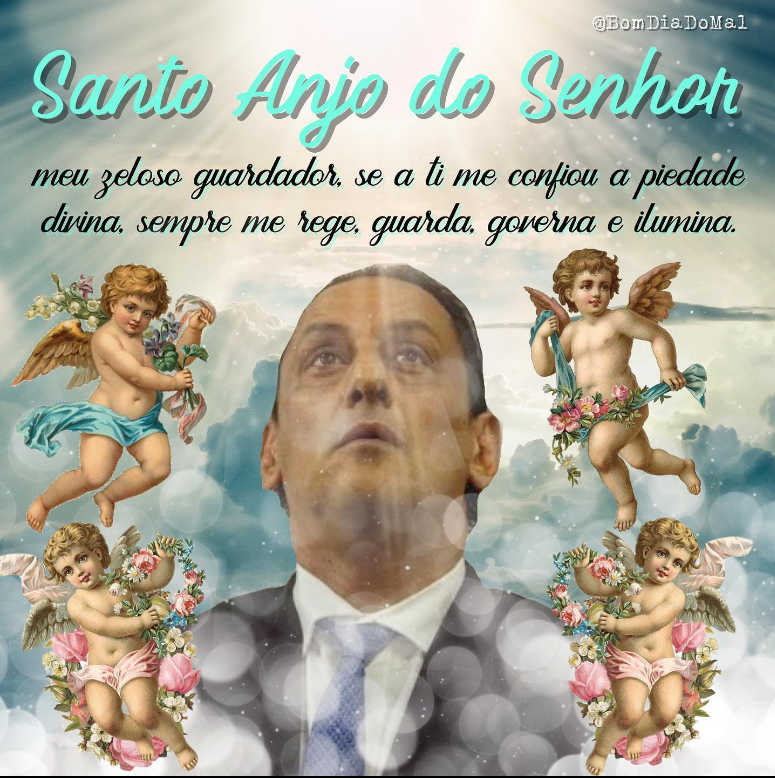 @BomDiaDoMal
Santo Anjo do Senhor
meu zeloso guardador, se a ti me confiou a piedade
divina, sempre me rege, guarda, governa e ilumina.